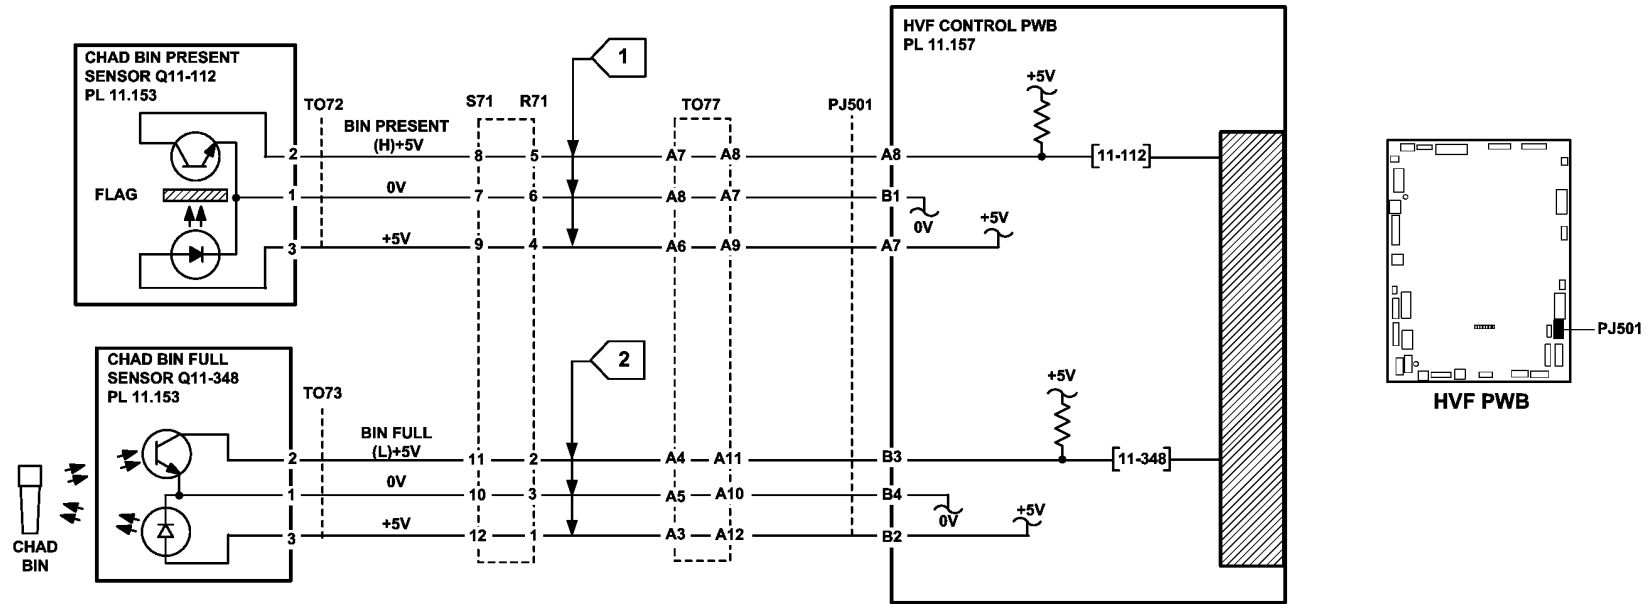 CHAD BIN PRESENT
SENSOR Q11-112
PL 11.153
FLAG
2
1
3
TO72
BIN PRESENT
(H)+5V
0V
+5V
S71 R71
8 5
7 6
9 4
1
TO77
A7 A8
A8 A7
A6 A9
PJ501
HVF CONTROL PWB
PL 11.157
A8
B1
A7
+5V
[11-112]
0V
+5V
CHAD BIN FULL
SENSOR Q11-348
PL 11.153
CHAD
BIN
2
1
3
TO73
BIN FULL
(L)+5V
0V
+5V
11 2
10 3
12 1
2
A4 A11
A5 A10
A3 A12
B3
B4
B2
+5V
[11-348]
0V
+5V
PJ501
HVF PWB